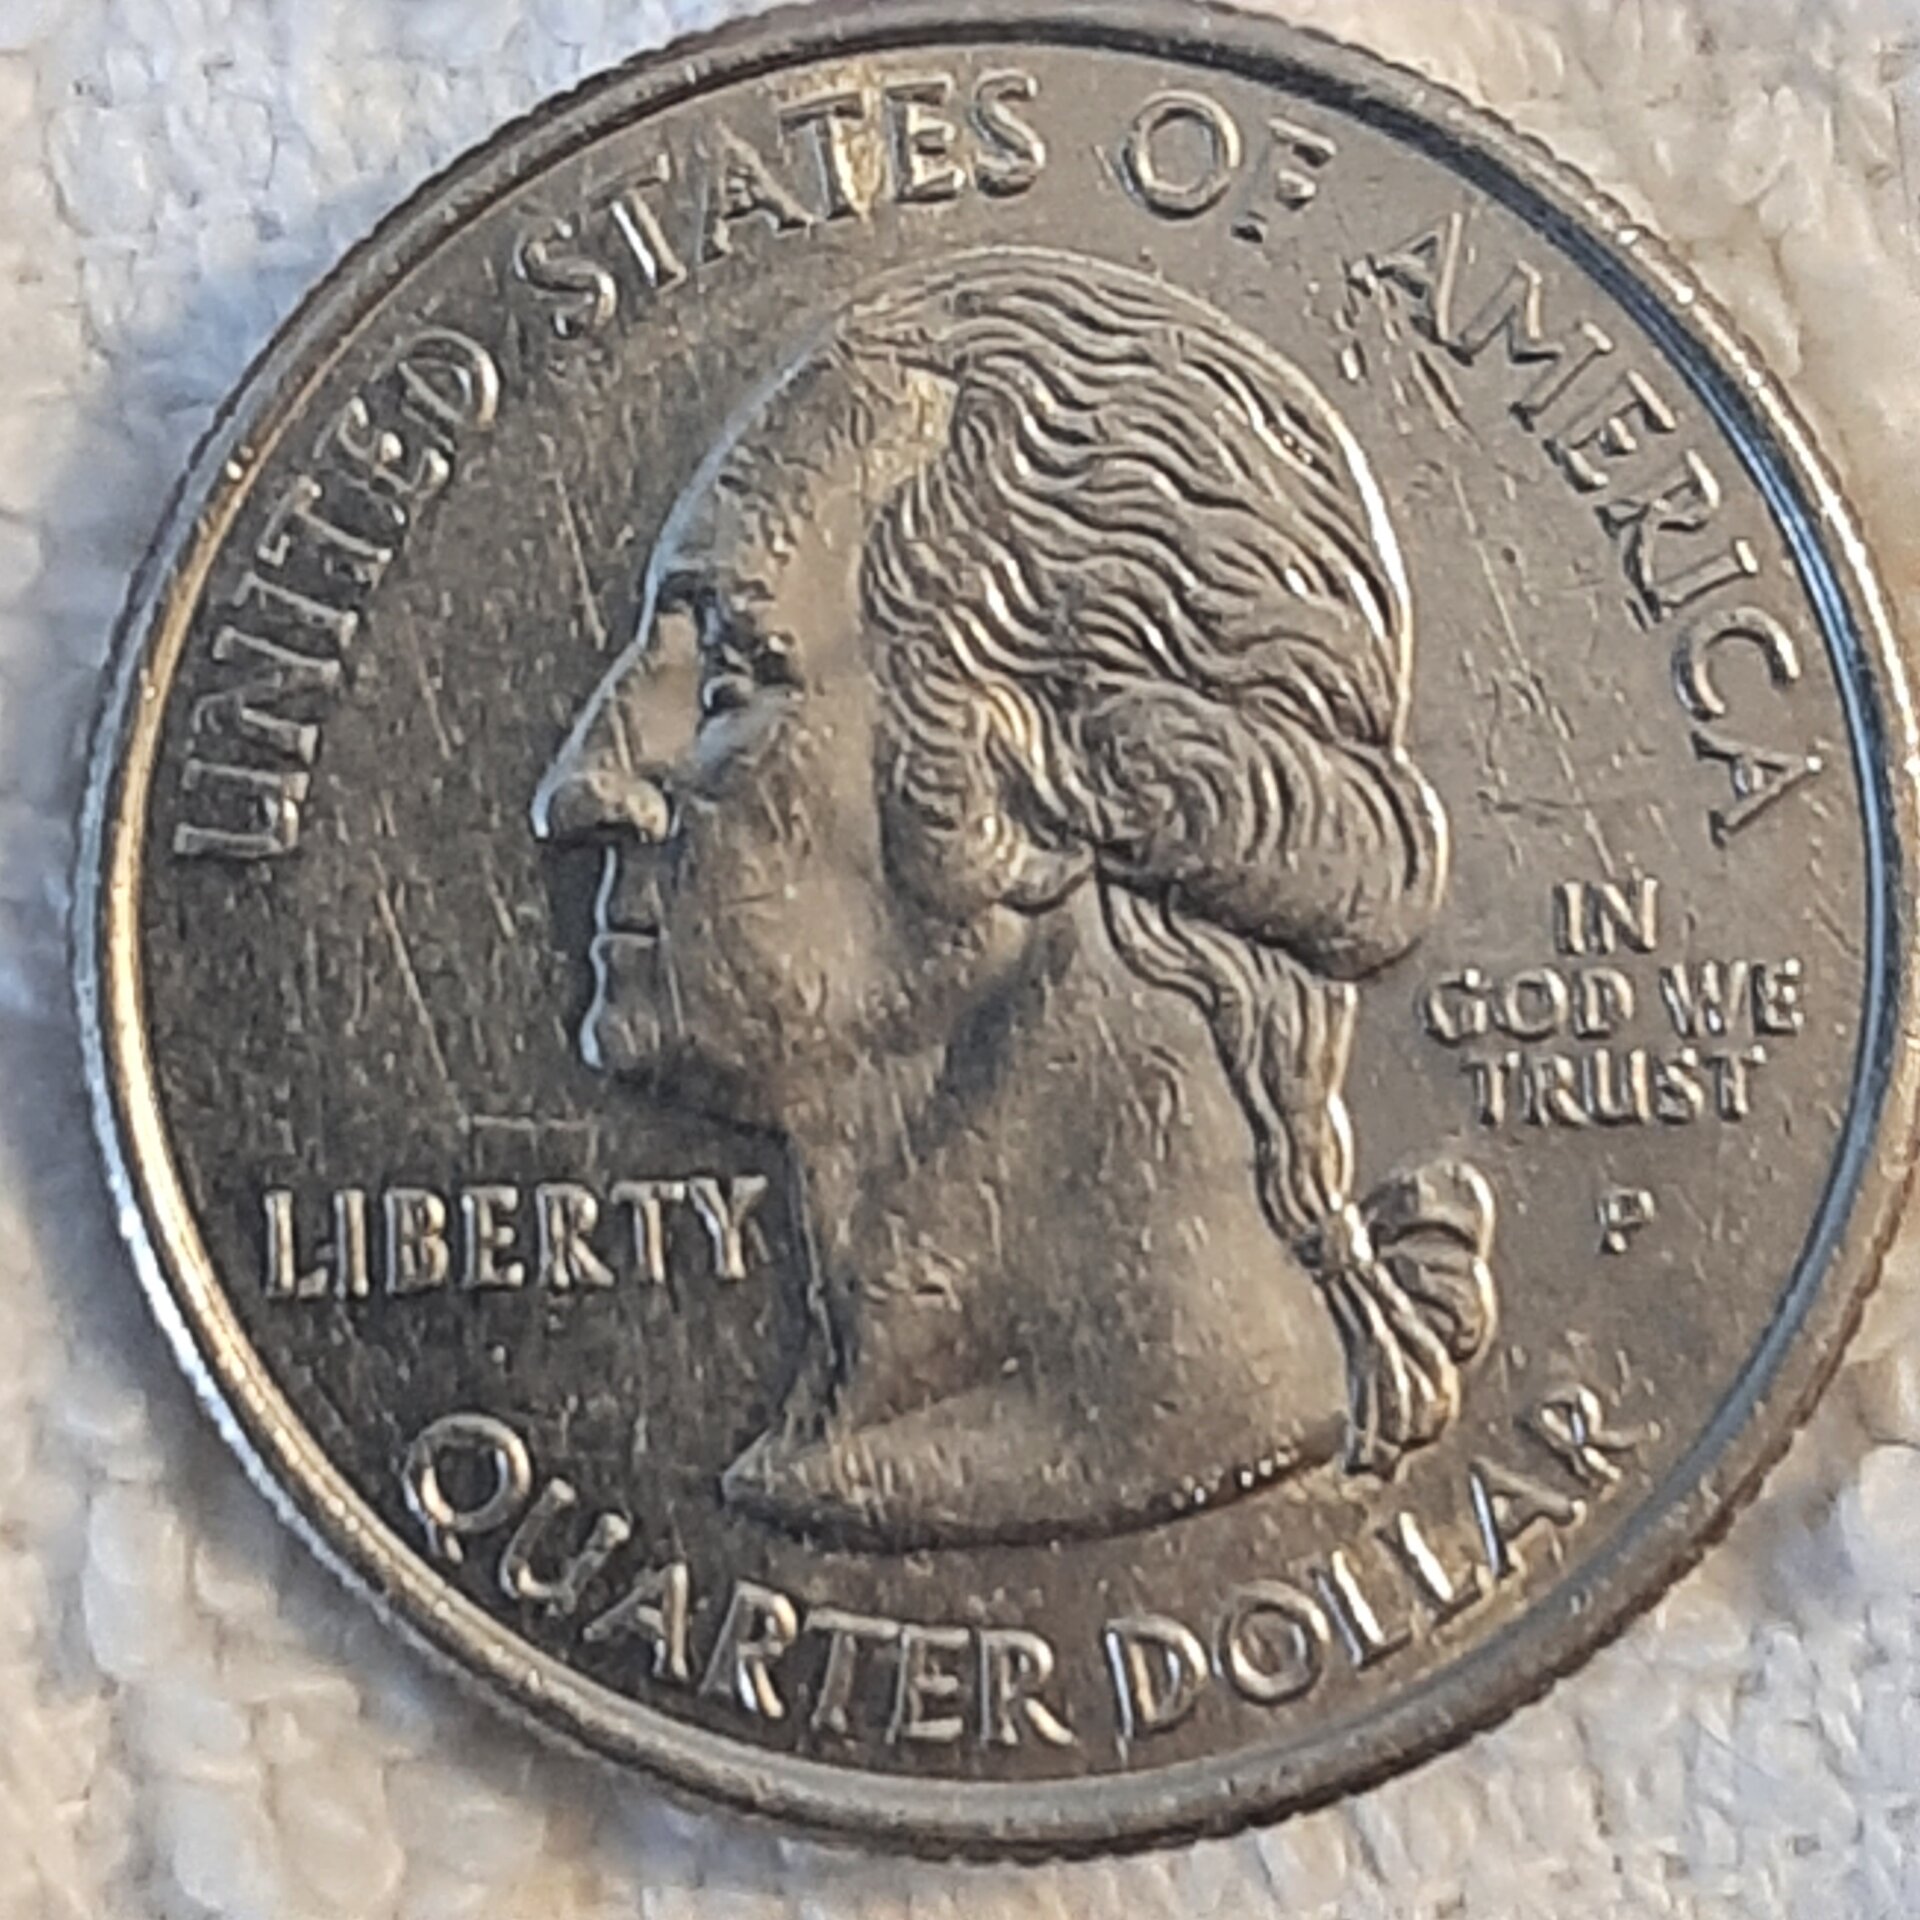 UNITED STATES OF AMERICA
IN
GOD WE
TRUST
LIBERTY
P
QUARTER DOLLAR